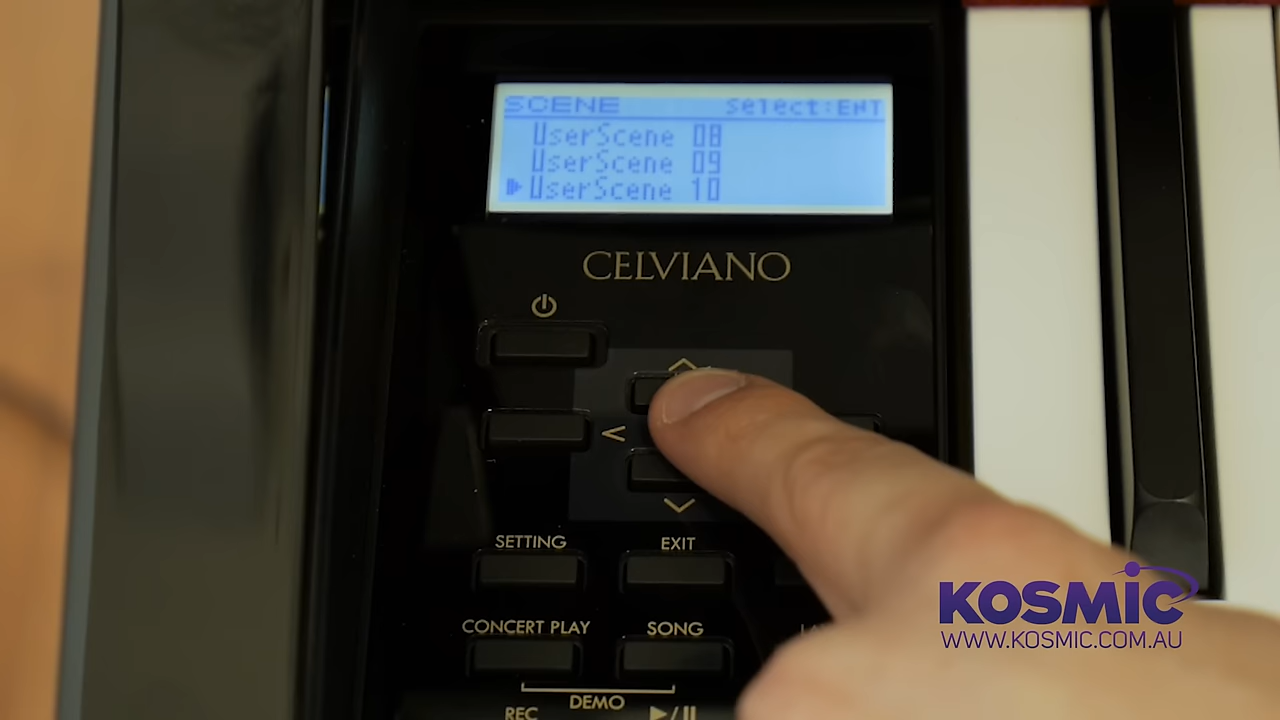 SCENE Select:ENT
UserScene 08
UserScene 09
UserScene 10
CELVIANO
SETTING EXIT
CONCERT PLAY SONG
DEMO
REC
KOSMIC
WWW.KOSMIC.COM.AU